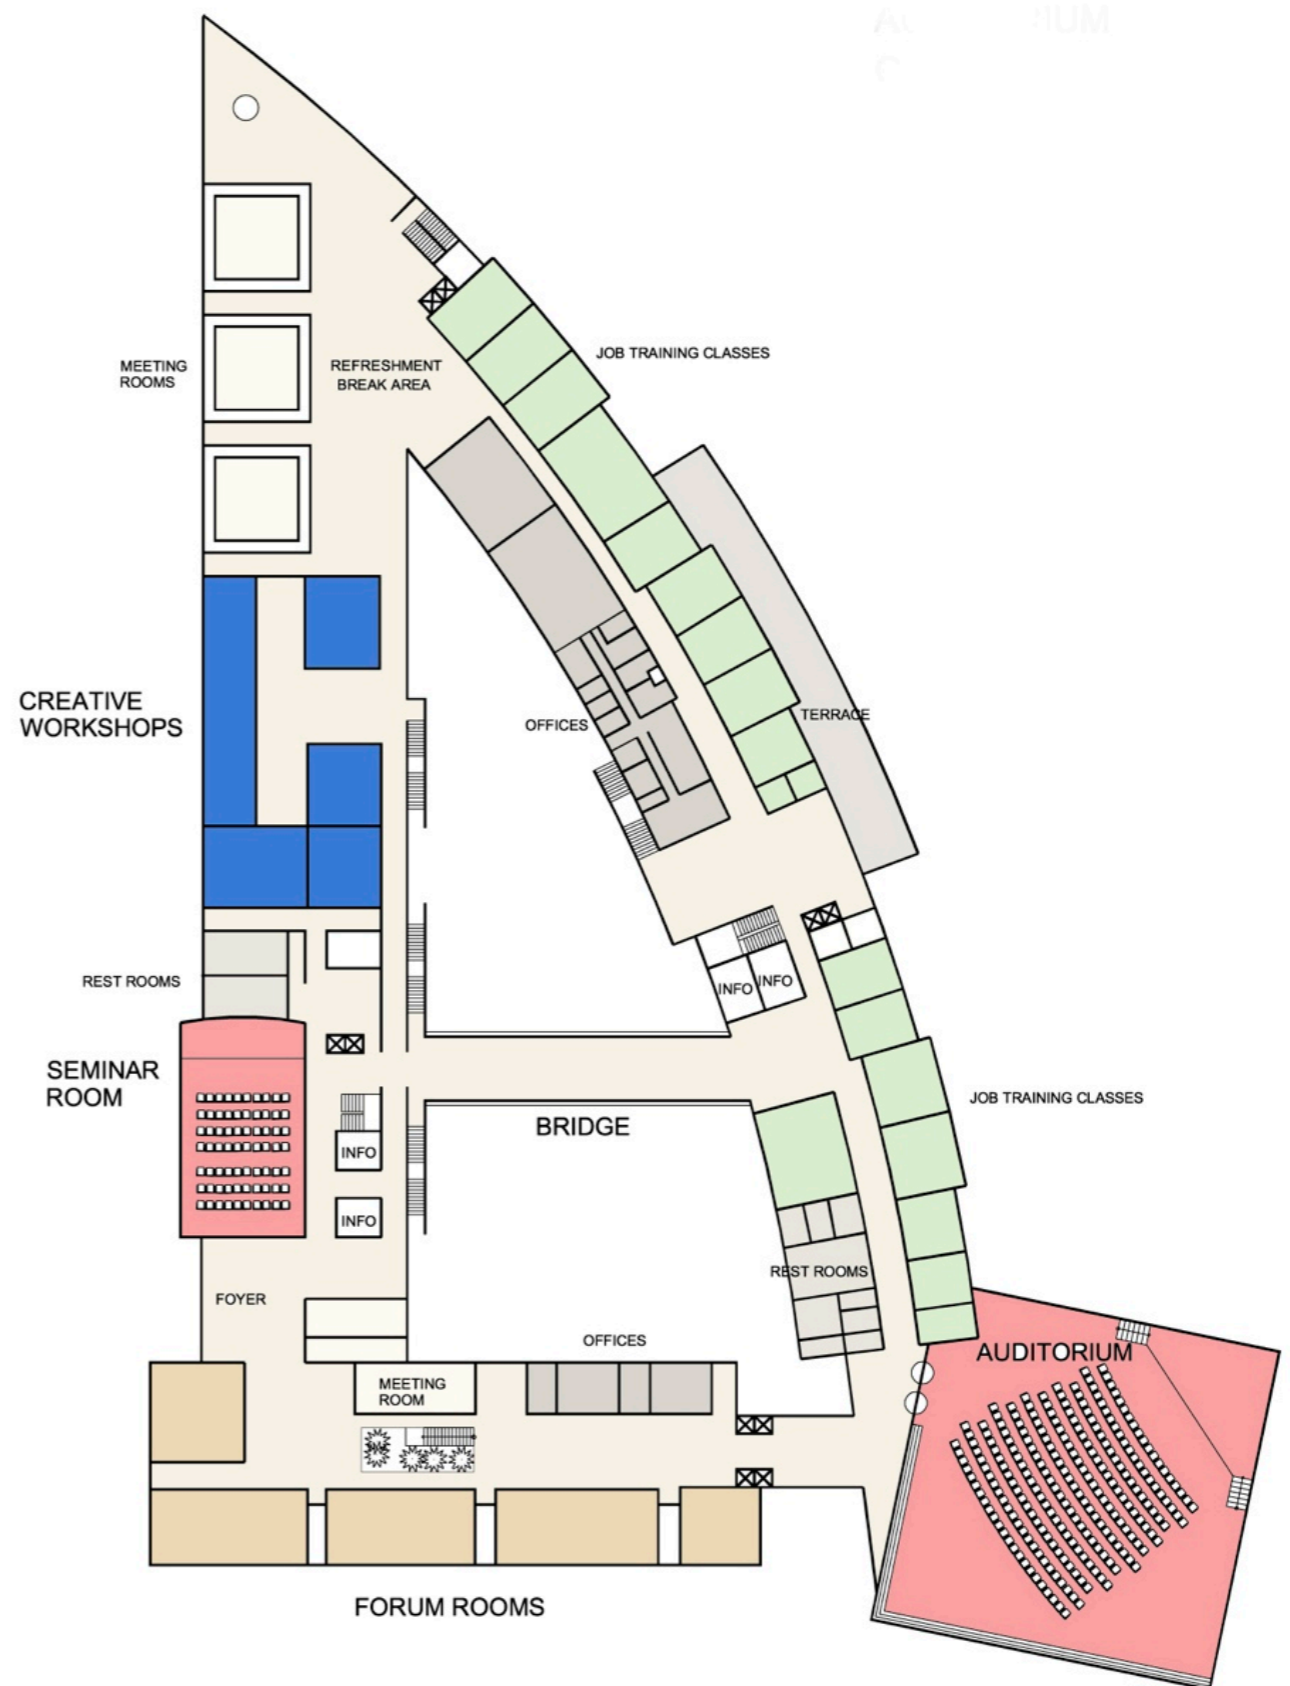 JOB TRAINING CLASSES
MEETING
ROOMS
REFRESHMENT
BREAK AREA
CREATIVE
WORKSHOPS
OFFICES
TERRACE
REST ROOMS
INFO
INFO
SEMINAR
ROOM
BRIDGE
JOB TRAINING CLASSES
INFO
INFO
REST ROOMS
FOYER
OFFICES
AUDITORIUM
MEETING
ROOM
FORUM ROOMS